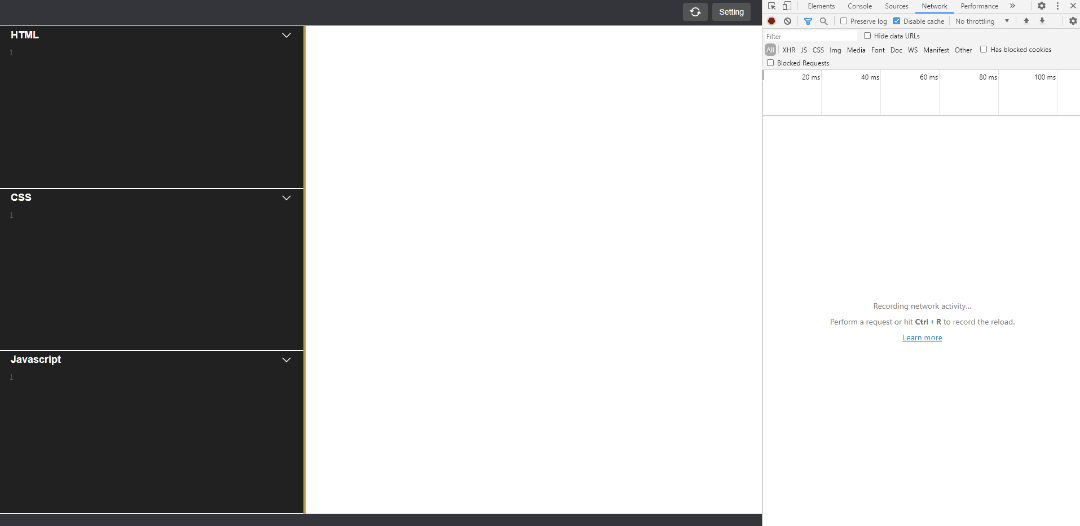 Setting
HTML
1
CSS
1
Javascript
1
Elements Console Sources Network Performance »
Preserve log Disable cache No throttling
Filter Hide data URLs
All XHR JS CSS Img Media Font Doc WS Manifest Other Has blocked cookies
Blocked Requests
20 ms 40 ms 60 ms 80 ms 100 ms
Recording network activity...
Perform a request or hit Ctrl + R to record the reload.
Learn more